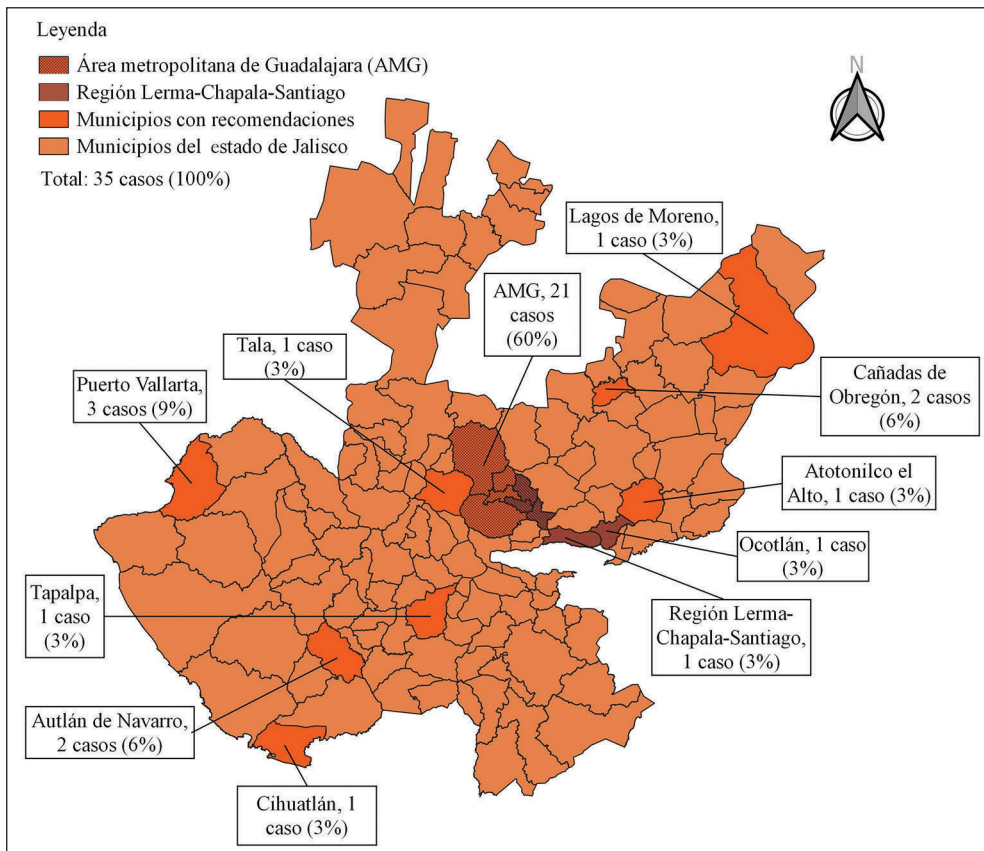 Leyenda
Área metropolitana de Guadalajara (AMG)
Región Lerma-Chapala-Santiago
Municipios con recomendaciones
Municipios del estado de Jalisco
Total: 35 casos (100%)
N
Lagos de Moreno,
1 caso (3%)
AMG, 21
casos
(60%)
Tala, 1 caso
(3%)
Puerto Vallarta,
3 casos (9%)
Cañadas de
Obregón, 2 casos
(6%)
Atotonilco el
Alto, 1 caso (3%)
Ocotlán, 1 caso
(3%)
Tapalpa,
1 caso
(3%)
Región Lerma-
Chapala-Santiago,
1 caso (3%)
Autlán de Navarro,
2 casos (6%)
Cihuatlán, 1
caso (3%)